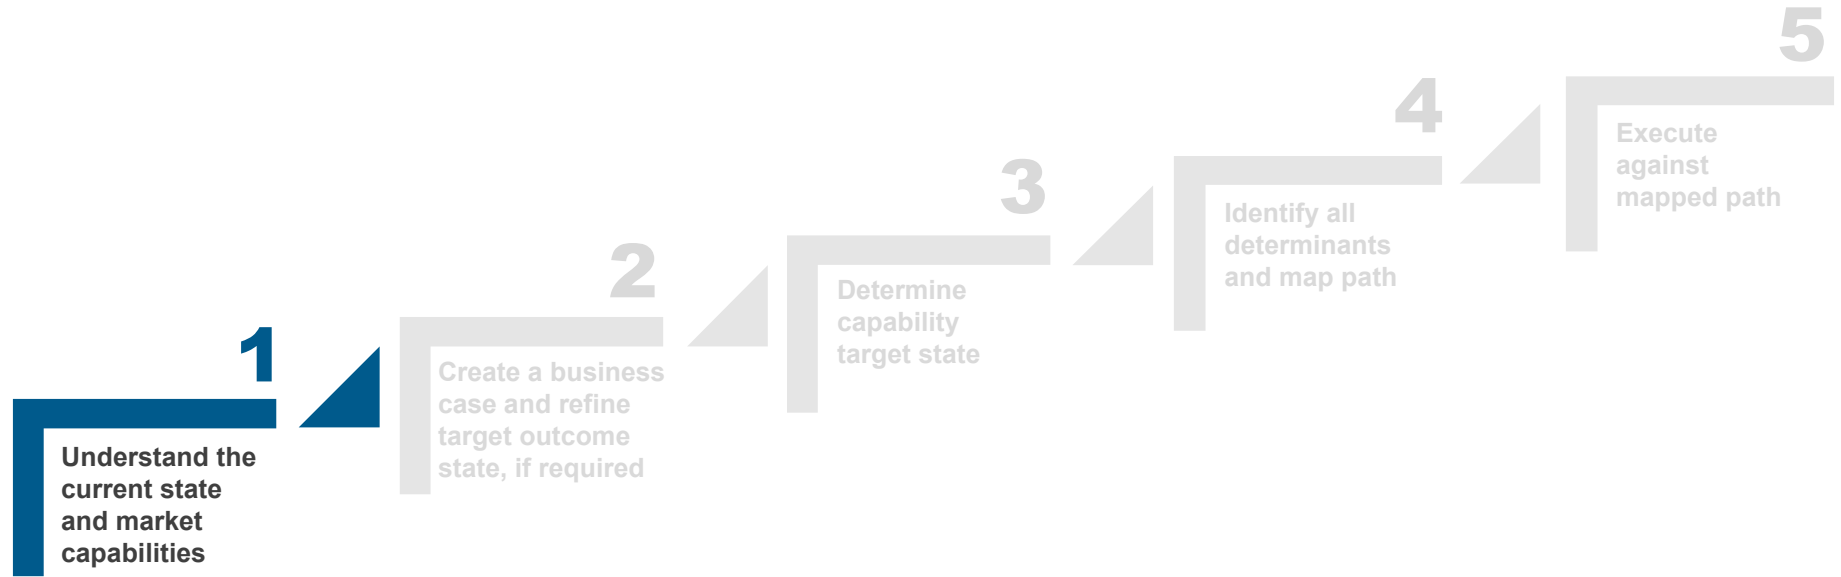 1
Understand the
current state
and market
capabilities
2
Create a business
case and refine
target outcome
state, if required
3
Determine
capability
target state
4
Identify all
determinants
and map path
5
Execute
against
mapped path